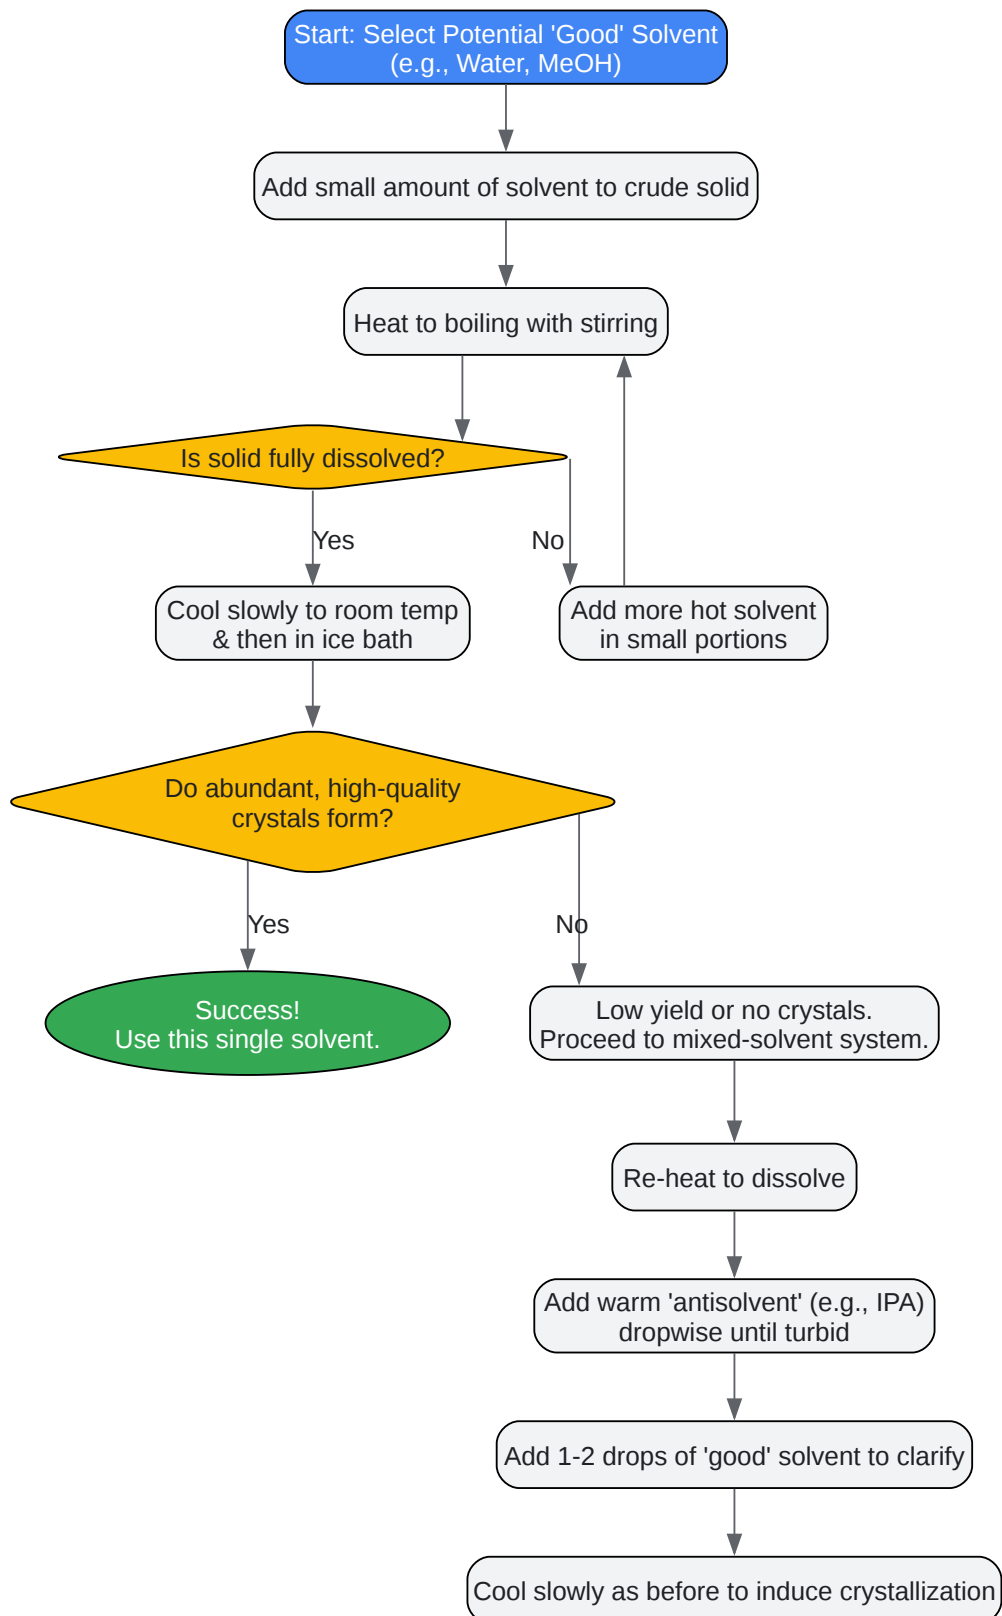 Start: Select Potential 'Good' Solvent
(e.g., Water, MeOH)
Add small amount of solvent to crude solid
Heat to boiling with stirring
Is solid fully dissolved?
Yes
No
Cool slowly to room temp
& then in ice bath
Add more hot solvent
in small portions
Do abundant, high-quality
crystals form?
Yes
No
Success!
Use this single solvent.
Low yield or no crystals.
Proceed to mixed-solvent system.
Re-heat to dissolve
Add warm 'antisolvent' (e.g., IPA)
dropwise until turbid
Add 1-2 drops of 'good' solvent to clarify
Cool slowly as before to induce crystallization